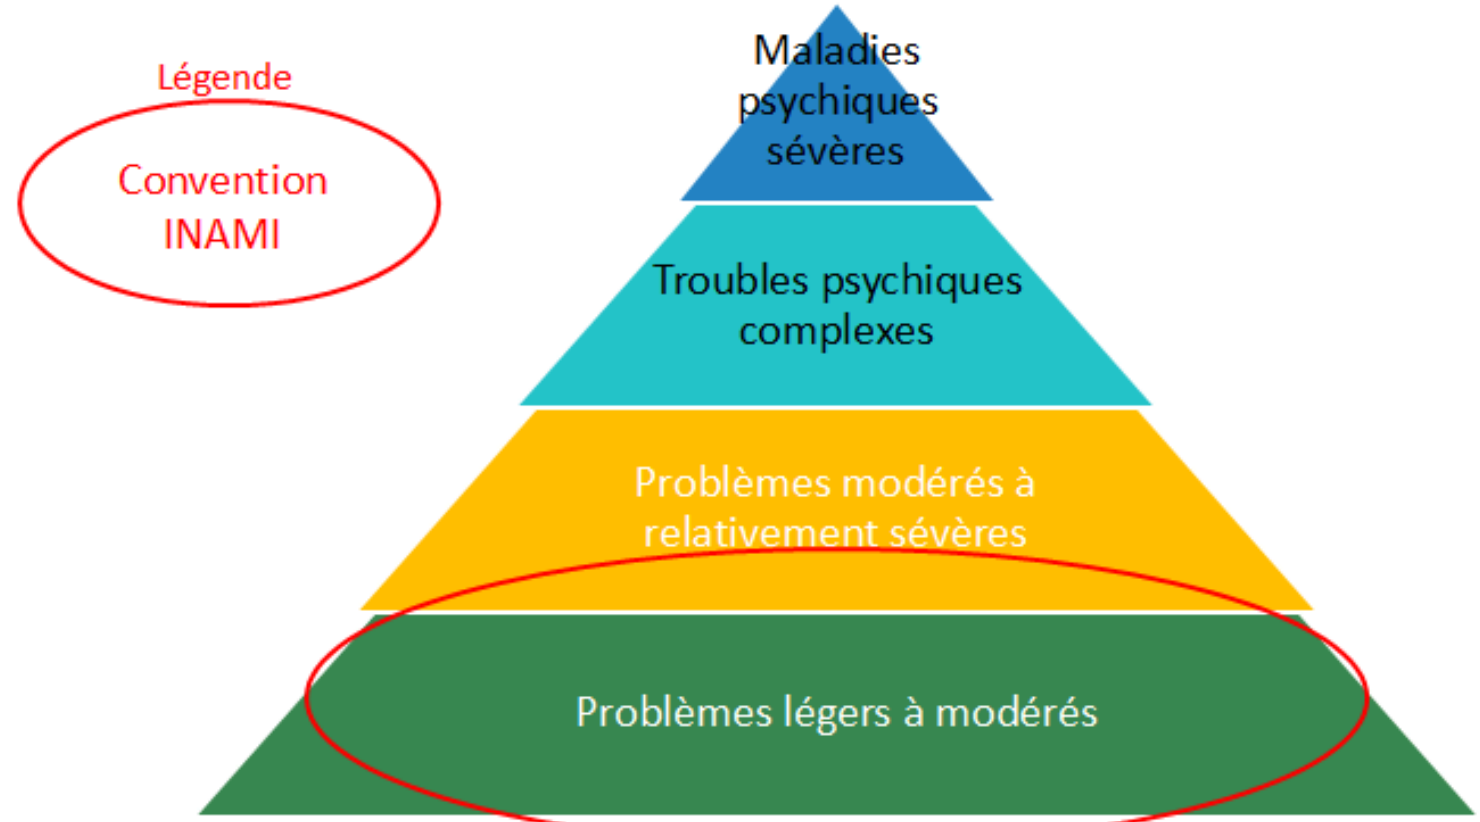 Légende
Convention
INAMI
Maladies
psychiques
sévères
Troubles psychiques
complexes
Problèmes modérés à
relativement sévères
Problèmes légers à modérés